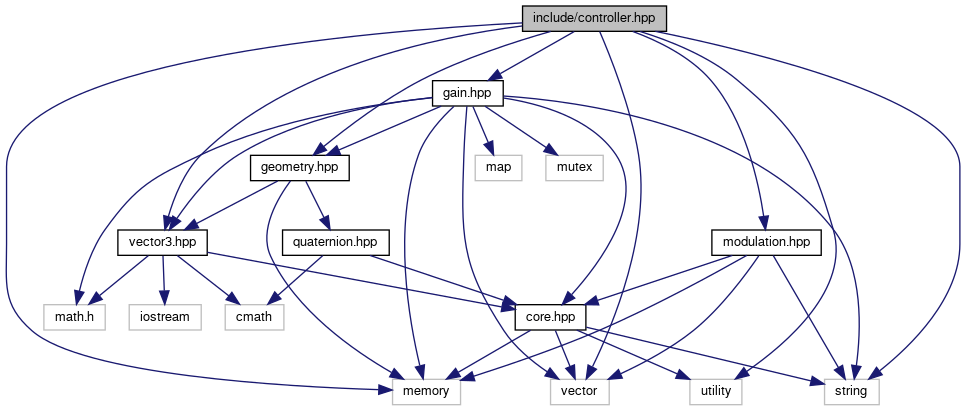 include/controller.hpp
gain.hpp
geometry.hpp
map
mutex
vector3.hpp
quaternion.hpp
modulation.hpp
math.h
iostream
cmath
core.hpp
memory
vector
utility
string